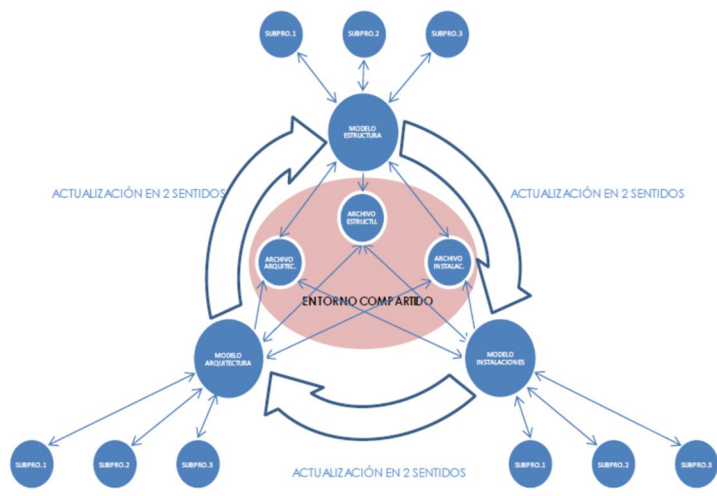 SUBPRO.1
SUBPRO.2
SUBPRO.3
MODELO
ESTRUCTURA
ACTUALIZACIÓN EN 2 SENTIDOS
ACTUALIZACIÓN EN 2 SENTIDOS
ARCHIVO
ESTRUCTU.
ARCHIVO
ARQUITEC.
ARCHIVO
INSTALAC.
ENTORNO COMPARTIDO
MODELO
ARQUITECTURA
MODELO
INSTALACIONES
SUBPRO.1
SUBPRO.2
SUBPRO.3
SUBPRO.1
SUBPRO.2
SUBPRO.3
ACTUALIZACIÓN EN 2 SENTIDOS